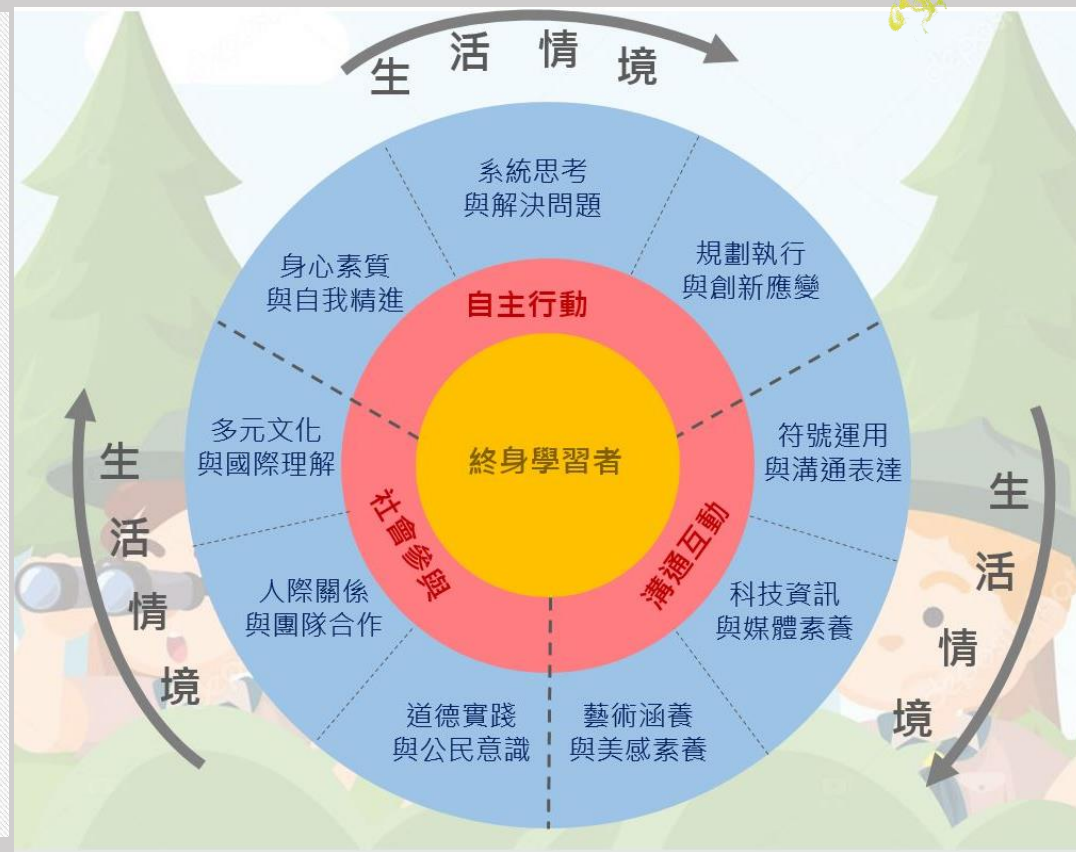 生活情境
系統思考
與解決問題
規劃執行
與創新應變
身心素質
與自我精進
自主行動
符號運用
與溝通表達
多元文化
與國際理解
終身學習者
生活情境
生活情境
社會參與
溝通互動
科技資訊
與媒體素養
人際關係
與團隊合作
道德實踐
與公民意識
藝術涵養
與美感素養